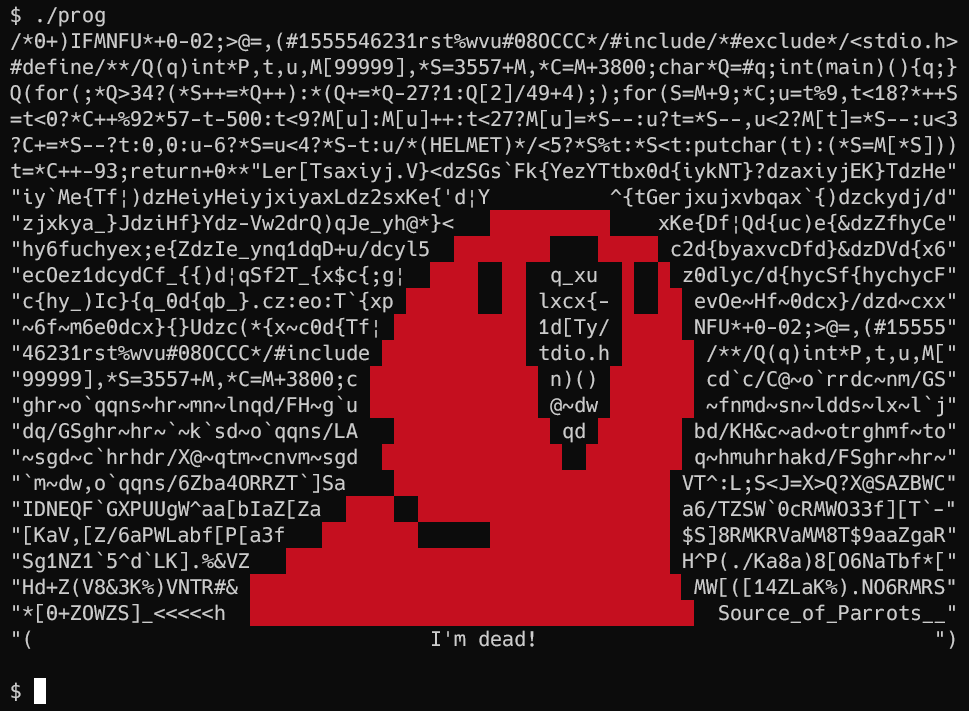 $ ./prog
/*0+)IFMNFU*+0-02;>@=,(#1555546231rst%wvu#08OCCC*/#include/*#exclude*/<stdio.h>
#define/**/Q(q)int*P,t,u,M[99999],*S=3557+M,*C=M+3800;char*Q=#q;int(main)(){q;}
Q(for(;*Q>34?(*S++=*Q++):*(Q+=*Q-27?1:Q[2]/49+4););for(S=M+9;*C;u=t%9,t<18?*++S
=t<0?*C++%92*57-t-500:t<9?M[u]:M[u]++:t<27?M[u]=*S--:u?t=*S--,u<2?M[t]=*S--:u<3
?C+=*S--?t:0,0:u-6?*S=u<4?*S-t:u/*(HELMET)*/<5?*S%t:*S<t:putchar(t):(*S=M[*S]))
t=*C++-93;return+0**"Ler[Tsaxiyj.V}<dzSGs`Fk{YezYTtbx0d{iykNT}?dzaxiyjEK}TdzHe"
"iy`Me{Tf¦)dzHeiyHeiyjxiyaxLdz2sxKe{'d¦Y ^{tGerjxujxvbqax`{)dzckydj/d"
"zjxkya_}JdziHf}Ydz-Vw2drQ)qJe_yh@*}< xKe{Df¦Qd{uc)e{&dzZfhyCe"
"hy6fuchyex;e{ZdzIe_ynq1dqD+u/dcyl5 c2d{byaxvcDfd}&dzDVd{x6"
"ecOez1dcydCf_{{)d¦qSf2T_{x$c{;g¦ q_xu z0dlyc/d{hycSf{hychycF"
"c{hy_)Ic}{q_0d{qb_}.cz:eo:T`{xp lxcx{- evOe~Hf~0dcx}/dzd~cxx"
"~6f~m6e0dcx}{}Udzc(*{x~c0d{Tf¦ 1d[Ty/ NFU*+0-02;>@=,(#15555"
"46231rst%wvu#08OCCC*/#include tdio.h /**/Q(q)int*P,t,u,M["
"99999],*S=3557+M,*C=M+3800;c n)() cd`c/C@~o`rrdc~nm/GS"
"ghr~o`qqns~hr~mn~lnqd/FH~g`u @~dw ~fnmd~sn~ldds~lx~l`j"
"dq/GSghr~hr~`~k`sd~o`qqns/LA qd bd/KH&c~ad~otrghmf~to"
"~sgd~c`hrhdr/X@~qtm~cnvm~sgd q~hmuhrhakd/FSghr~hr~"
"`m~dw,o`qqns/6Zba4ORRZT`]Sa VT^:L;S<J=X>Q?X@SAZBWC"
"IDNEQF`GXPUUgW^aa[bIaZ[Za a6/TZSW`0cRMWO33f][T`-"
"[KaV,[Z/6aPWLabf[P[a3f $S]8RMKRVaMM8T$9aaZgaR"
"Sg1NZ1`5^d`LK].%&VZ H^P(./Ka8a)8[O6NaTbf*["
"Hd+Z(V8&3K%)VNTR#& MW[([14ZLaK%).NO6RMRS"
"*[0+ZOWZS]_<<<<<h Source_of_Parrots__"
"( I'm dead! ")
$